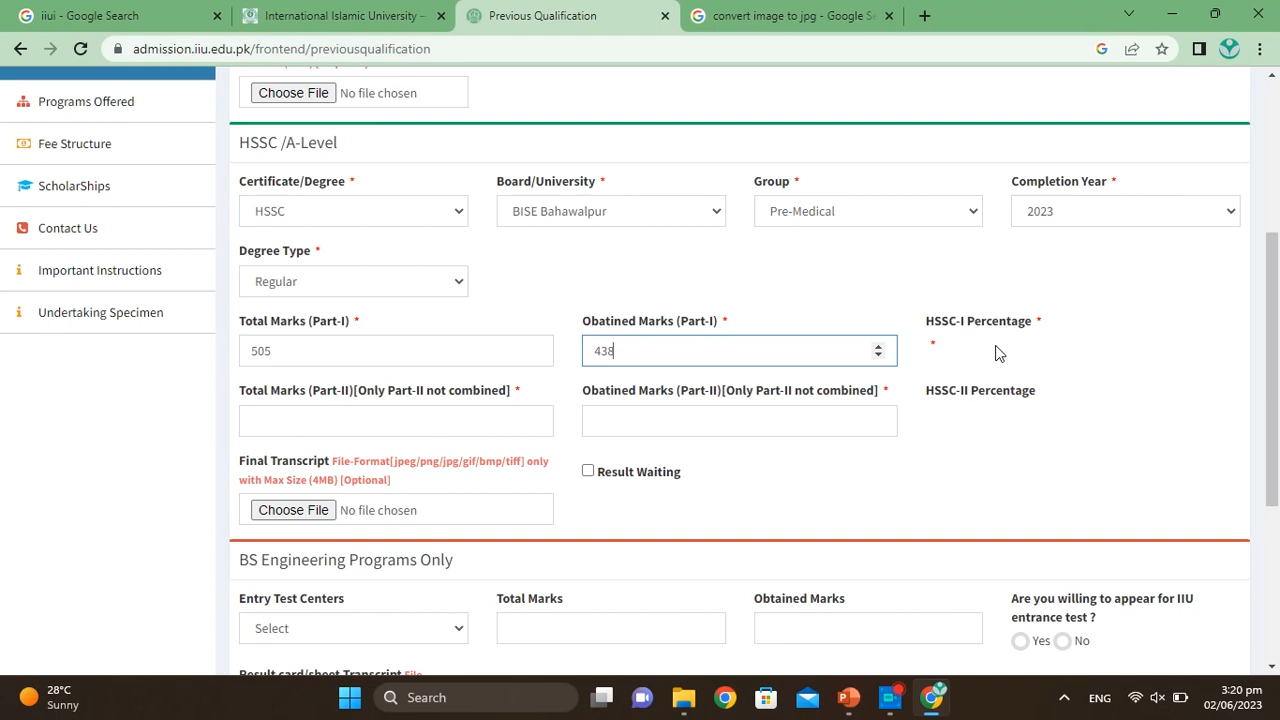 iiui - Google Search
International Islamic University –
Previous Qualification
convert image to jpg - Google Se
admission.iiu.edu.pk/frontend/previousqualification
Programs Offered
Fee Structure
ScholarShips
Contact Us
Important Instructions
Undertaking Specimen
Choose File No file chosen
HSSC /A-Level
Certificate/Degree * Board/University * Group * Completion Year *
HSSC BISE Bahawalpur Pre-Medical 2023
Degree Type *
Regular
Total Marks (Part-I) * Obatined Marks (Part-I) * HSSC-I Percentage *
505 438 *
Total Marks (Part-II)[Only Part-II not combined] * Obatined Marks (Part-II)[Only Part-II not combined] * HSSC-II Percentage
Final Transcript File-Format[jpeg/png/jpg/gif/bmp/tiff] only
with Max Size (4MB) [Optional]
Result Waiting
Choose File No file chosen
BS Engineering Programs Only
Entry Test Centers Total Marks Obtained Marks Are you willing to appear for IIU
entrance test ?
Select
Yes No
Result card/sheet Transcript File
28°C
Sunny
Search
ENG
3:20 pm
02/06/2023